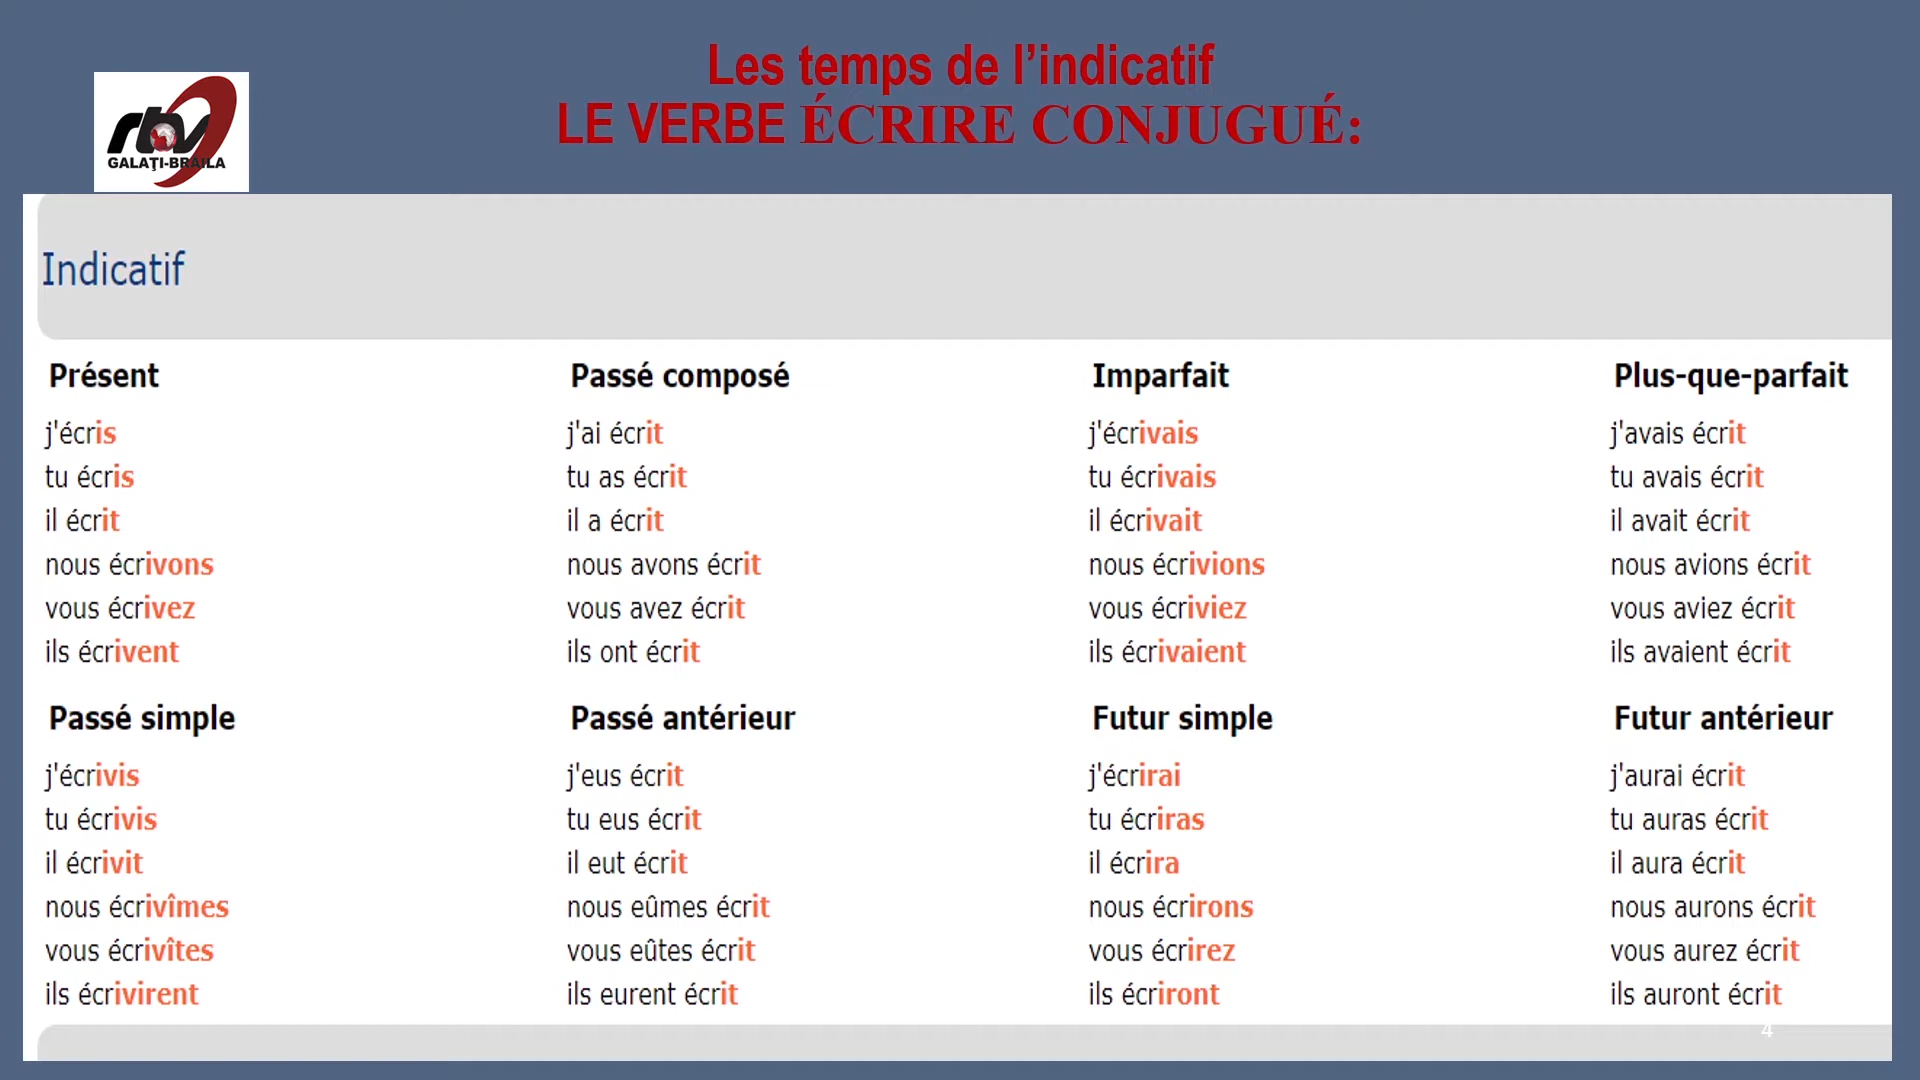 Les temps de l’indicatif
LE VERBE ÉCRIRE CONJUGUÉ:
rtv
GALAŢI-BRĂILA
Indicatif
Présent
j'écris
tu écris
il écrit
nous écrivons
vous écrivez
ils écrivent
Passé composé
j'ai écrit
tu as écrit
il a écrit
nous avons écrit
vous avez écrit
ils ont écrit
Imparfait
j'écrivais
tu écrivais
il écrivait
nous écrivions
vous écriviez
ils écrivaient
Plus-que-parfait
j'avais écrit
tu avais écrit
il avait écrit
nous avions écrit
vous aviez écrit
ils avaient écrit
Passé simple
j'écrivis
tu écrivis
il écrivit
nous écrivîmes
vous écrivîtes
ils écrivirent
Passé antérieur
j'eus écrit
tu eus écrit
il eut écrit
nous eûmes écrit
vous eûtes écrit
ils eurent écrit
Futur simple
j'écrirai
tu écriras
il écrira
nous écrirons
vous écrirez
ils écriront
Futur antérieur
j'aurai écrit
tu auras écrit
il aura écrit
nous aurons écrit
vous aurez écrit
ils auront écrit
4